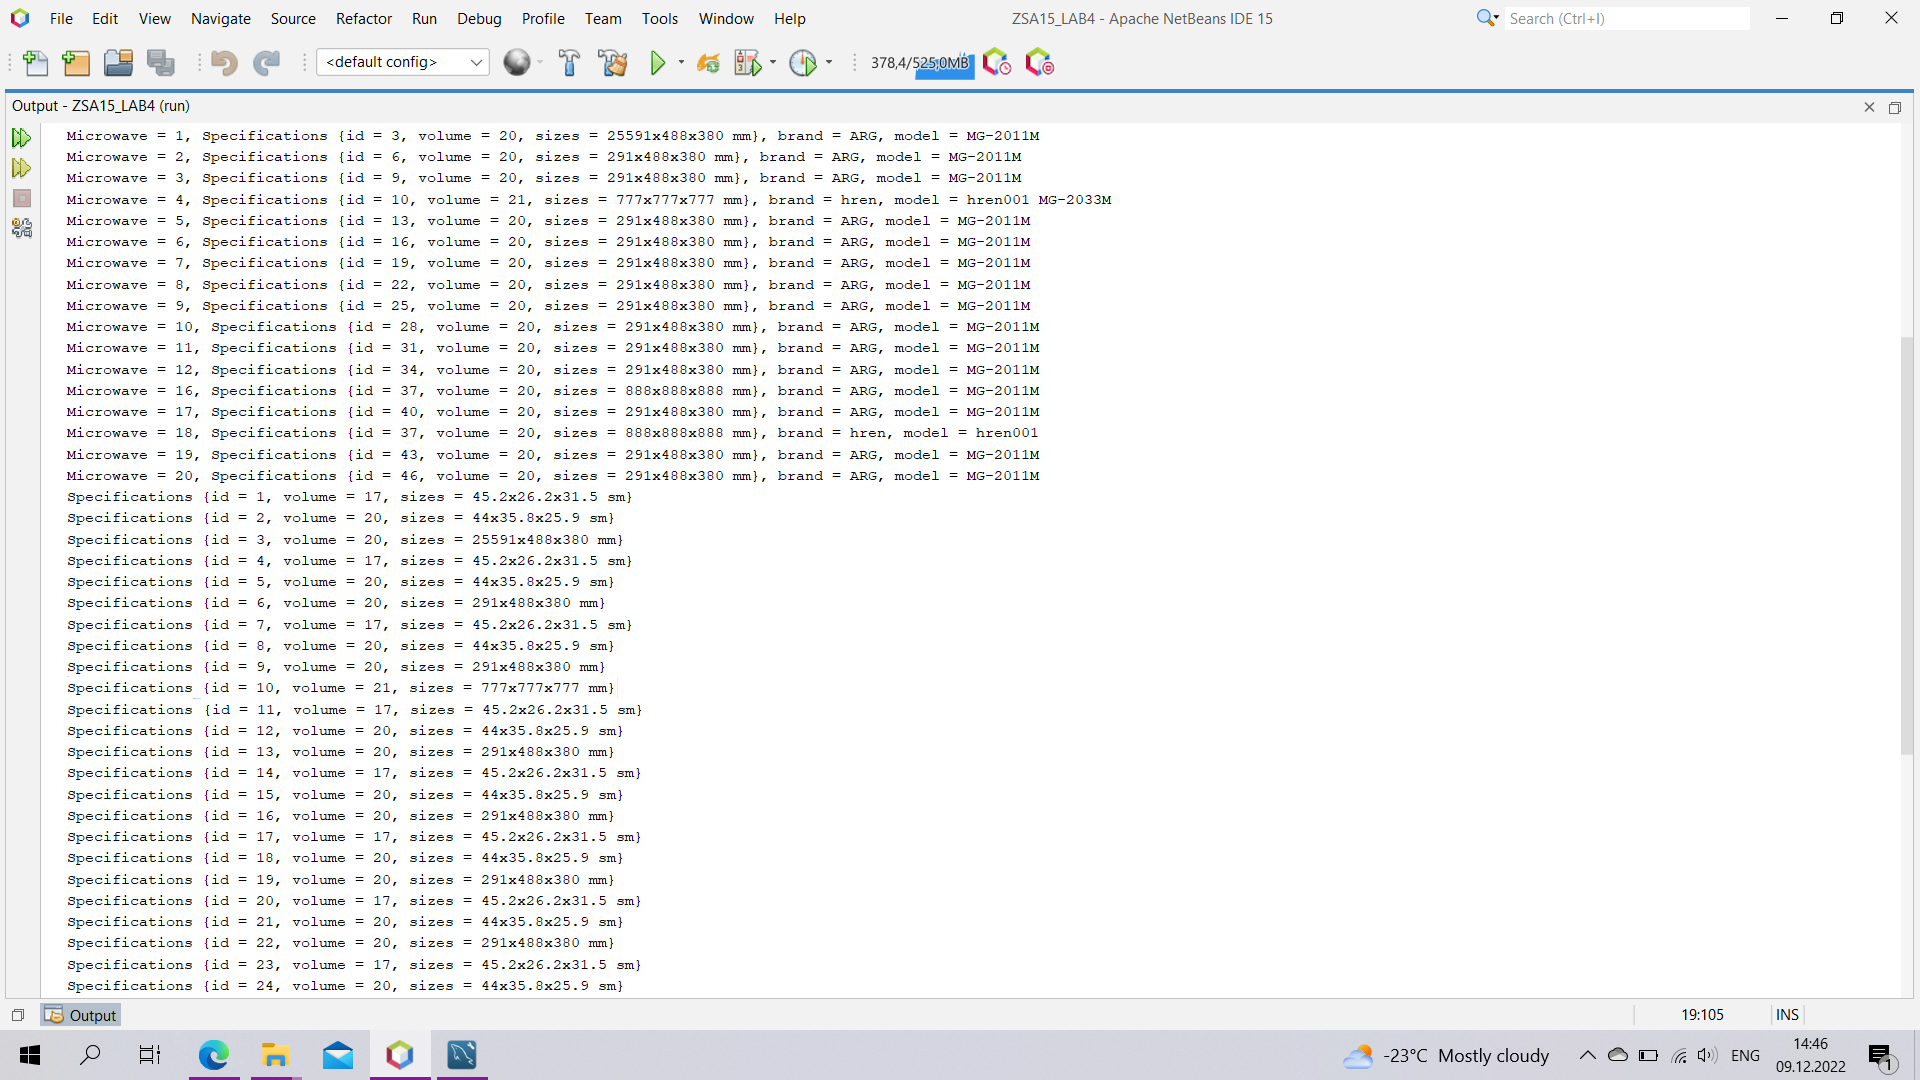 File Edit View Navigate Source Refactor Run Debug Profile Team Tools Window Help ZSA15_LAB4 - Apache NetBeans IDE 15 Search (Ctrl+I)
<default config> 378,4/525,0MB
Output - ZSA15_LAB4 (run)
Microwave = 1, Specifications {id = 3, volume = 20, sizes = 25591x488x380 mm}, brand = ARG, model = MG-2011M
Microwave = 2, Specifications {id = 6, volume = 20, sizes = 291x488x380 mm}, brand = ARG, model = MG-2011M
Microwave = 3, Specifications {id = 9, volume = 20, sizes = 291x488x380 mm}, brand = ARG, model = MG-2011M
Microwave = 4, Specifications {id = 10, volume = 21, sizes = 777x777x777 mm}, brand = hren, model = hren001 MG-2033M
Microwave = 5, Specifications {id = 13, volume = 20, sizes = 291x488x380 mm}, brand = ARG, model = MG-2011M
Microwave = 6, Specifications {id = 16, volume = 20, sizes = 291x488x380 mm}, brand = ARG, model = MG-2011M
Microwave = 7, Specifications {id = 19, volume = 20, sizes = 291x488x380 mm}, brand = ARG, model = MG-2011M
Microwave = 8, Specifications {id = 22, volume = 20, sizes = 291x488x380 mm}, brand = ARG, model = MG-2011M
Microwave = 9, Specifications {id = 25, volume = 20, sizes = 291x488x380 mm}, brand = ARG, model = MG-2011M
Microwave = 10, Specifications {id = 28, volume = 20, sizes = 291x488x380 mm}, brand = ARG, model = MG-2011M
Microwave = 11, Specifications {id = 31, volume = 20, sizes = 291x488x380 mm}, brand = ARG, model = MG-2011M
Microwave = 12, Specifications {id = 34, volume = 20, sizes = 291x488x380 mm}, brand = ARG, model = MG-2011M
Microwave = 16, Specifications {id = 37, volume = 20, sizes = 888x888x888 mm}, brand = ARG, model = MG-2011M
Microwave = 17, Specifications {id = 40, volume = 20, sizes = 291x488x380 mm}, brand = ARG, model = MG-2011M
Microwave = 18, Specifications {id = 37, volume = 20, sizes = 888x888x888 mm}, brand = hren, model = hren001
Microwave = 19, Specifications {id = 43, volume = 20, sizes = 291x488x380 mm}, brand = ARG, model = MG-2011M
Microwave = 20, Specifications {id = 46, volume = 20, sizes = 291x488x380 mm}, brand = ARG, model = MG-2011M
Specifications {id = 1, volume = 17, sizes = 45.2x26.2x31.5 sm}
Specifications {id = 2, volume = 20, sizes = 44x35.8x25.9 sm}
Specifications {id = 3, volume = 20, sizes = 25591x488x380 mm}
Specifications {id = 4, volume = 17, sizes = 45.2x26.2x31.5 sm}
Specifications {id = 5, volume = 20, sizes = 44x35.8x25.9 sm}
Specifications {id = 6, volume = 20, sizes = 291x488x380 mm}
Specifications {id = 7, volume = 17, sizes = 45.2x26.2x31.5 sm}
Specifications {id = 8, volume = 20, sizes = 44x35.8x25.9 sm}
Specifications {id = 9, volume = 20, sizes = 291x488x380 mm}
Specifications {id = 10, volume = 21, sizes = 777x777x777 mm}
Specifications {id = 11, volume = 17, sizes = 45.2x26.2x31.5 sm}
Specifications {id = 12, volume = 20, sizes = 44x35.8x25.9 sm}
Specifications {id = 13, volume = 20, sizes = 291x488x380 mm}
Specifications {id = 14, volume = 17, sizes = 45.2x26.2x31.5 sm}
Specifications {id = 15, volume = 20, sizes = 44x35.8x25.9 sm}
Specifications {id = 16, volume = 20, sizes = 291x488x380 mm}
Specifications {id = 17, volume = 17, sizes = 45.2x26.2x31.5 sm}
Specifications {id = 18, volume = 20, sizes = 44x35.8x25.9 sm}
Specifications {id = 19, volume = 20, sizes = 291x488x380 mm}
Specifications {id = 20, volume = 17, sizes = 45.2x26.2x31.5 sm}
Specifications {id = 21, volume = 20, sizes = 44x35.8x25.9 sm}
Specifications {id = 22, volume = 20, sizes = 291x488x380 mm}
Specifications {id = 23, volume = 17, sizes = 45.2x26.2x31.5 sm}
Specifications {id = 24, volume = 20, sizes = 44x35.8x25.9 sm}
Output 19:105 INS
-23°C Mostly cloudy ENG 14:46
09.12.2022 1